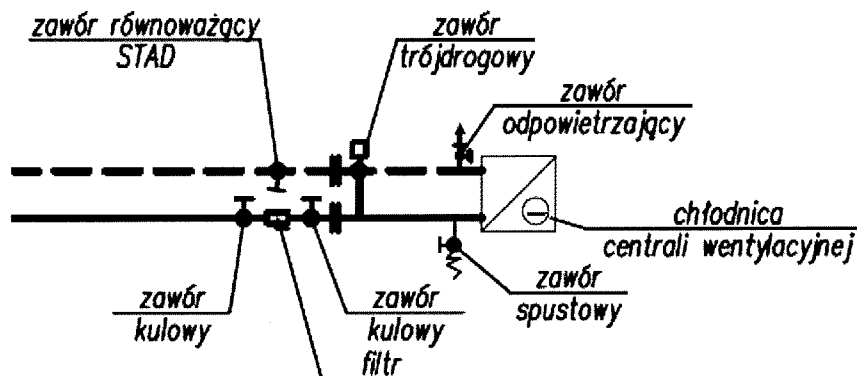 zawór równoważący
STAD
zawór
trójdrogowy
zawór
odpowietrzający
chłodnica
centrali wentylacyjnej
zawór
spustowy
zawór
kulowy
zawór
kulowy
filtr